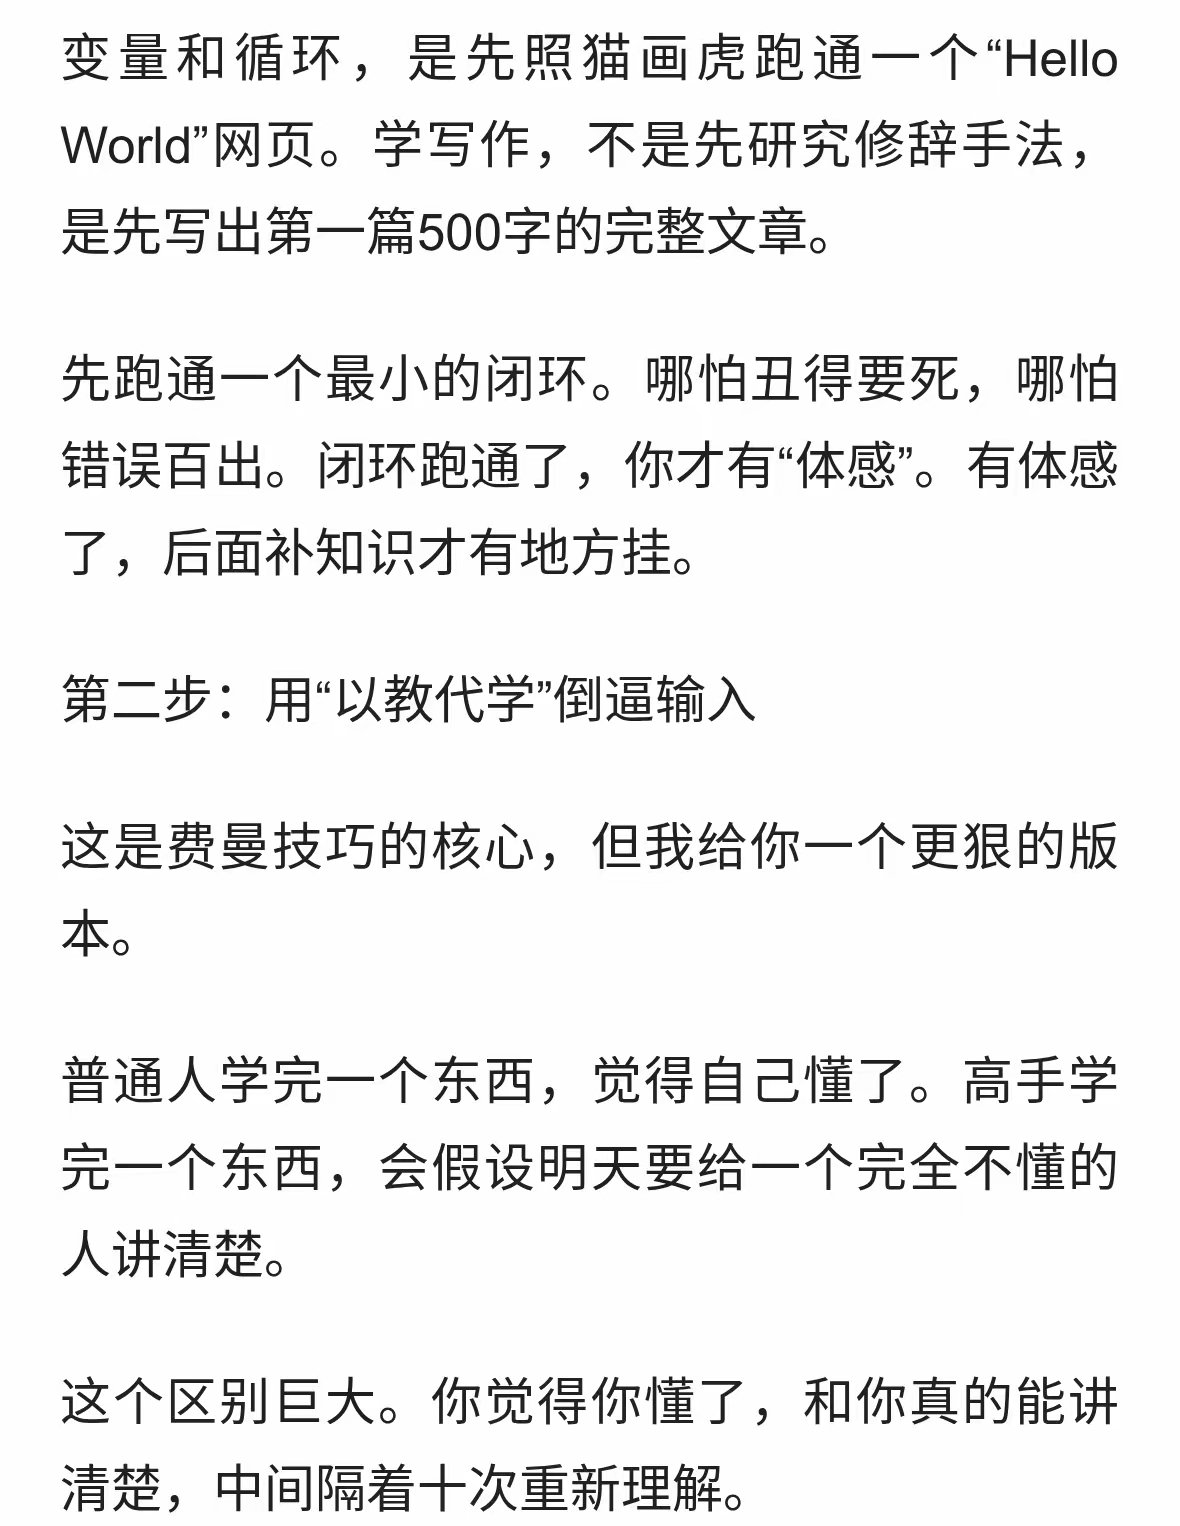 变量和循环，是先照猫画虎跑通一个“Hello
World”网页。学写作，不是先研究修辞手法，
是先写出第一篇500字的完整文章。
先跑通一个最小的闭环。哪怕丑得要死，哪怕
错误百出。闭环跑通了，你才有“体感”。有体感
了，后面补知识才有地方挂。
第二步：用“以教代学”倒逼输入
这是费曼技巧的核心，但我给你一个更狠的版
本。
普通人学完一个东西，觉得自己懂了。高手学
完一个东西，会假设明天要给一个完全不懂的
人讲清楚。
这个区别巨大。你觉得你懂了，和你真的能讲
清楚，中间隔着十次重新理解。